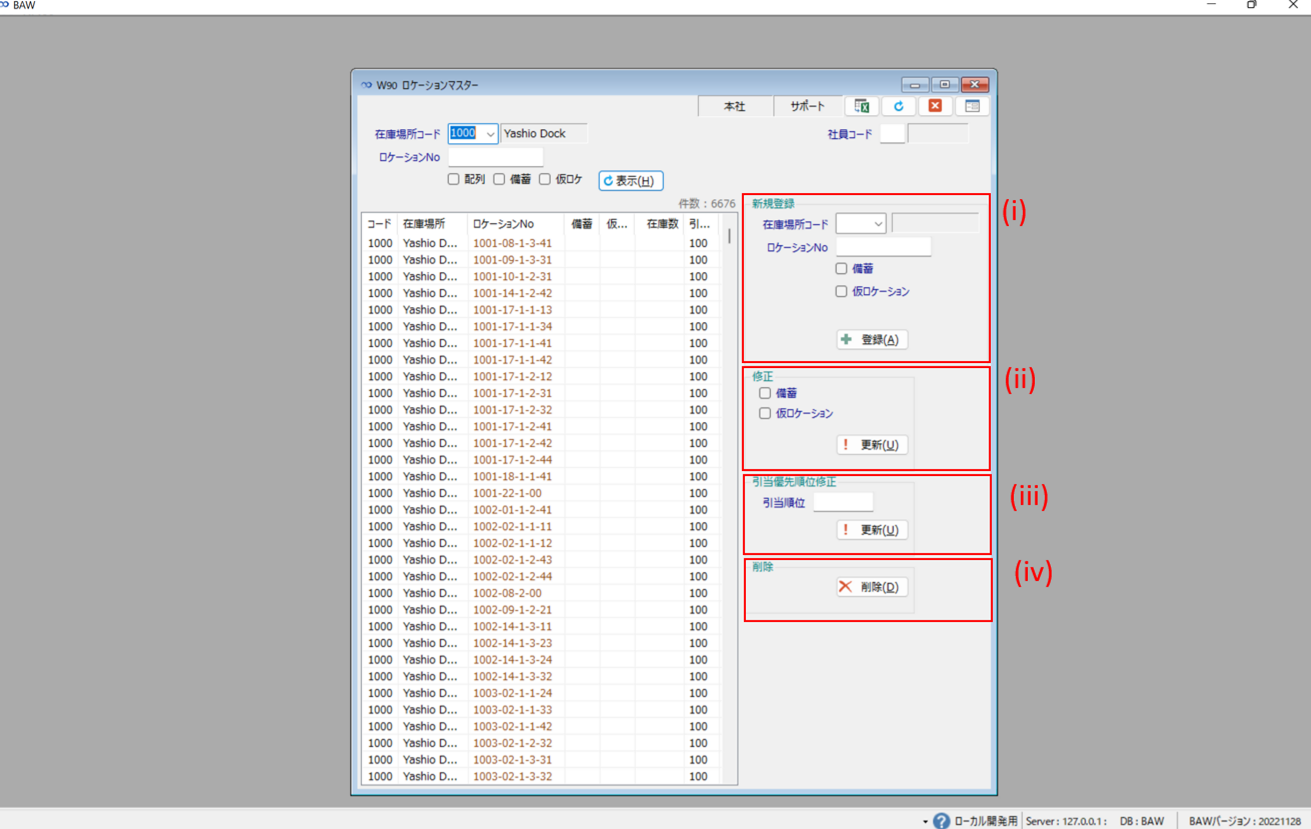 BAW
W90 ロケーションマスター
本社 サポート
在庫場所コード 1000 Yashio Dock 社員コード
ロケーションNo
配列 備蓄 仮ロケ 表示(H)
件数 : 6676
コード 在庫場所 ロケーションNo 備蓄 仮... 在庫数 引...
1000 Yashio D... 1001-08-1-3-41 100
1000 Yashio D... 1001-09-1-3-31 100
1000 Yashio D... 1001-10-1-2-31 100
1000 Yashio D... 1001-14-1-2-42 100
1000 Yashio D... 1001-17-1-1-13 100
1000 Yashio D... 1001-17-1-1-34 100
1000 Yashio D... 1001-17-1-1-41 100
1000 Yashio D... 1001-17-1-1-42 100
1000 Yashio D... 1001-17-1-2-12 100
1000 Yashio D... 1001-17-1-2-31 100
1000 Yashio D... 1001-17-1-2-32 100
1000 Yashio D... 1001-17-1-2-41 100
1000 Yashio D... 1001-17-1-2-42 100
1000 Yashio D... 1001-17-1-2-44 100
1000 Yashio D... 1001-18-1-1-41 100
1000 Yashio D... 1001-22-1-00 100
1000 Yashio D... 1002-01-1-2-41 100
1000 Yashio D... 1002-02-1-1-11 100
1000 Yashio D... 1002-02-1-1-12 100
1000 Yashio D... 1002-02-1-2-43 100
1000 Yashio D... 1002-02-1-2-44 100
1000 Yashio D... 1002-08-2-00 100
1000 Yashio D... 1002-09-1-2-21 100
1000 Yashio D... 1002-14-1-3-11 100
1000 Yashio D... 1002-14-1-3-23 100
1000 Yashio D... 1002-14-1-3-24 100
1000 Yashio D... 1002-14-1-3-32 100
1000 Yashio D... 1003-02-1-1-24 100
1000 Yashio D... 1003-02-1-1-33 100
1000 Yashio D... 1003-02-1-1-42 100
1000 Yashio D... 1003-02-1-2-32 100
1000 Yashio D... 1003-02-1-3-31 100
1000 Yashio D... 1003-02-1-3-32 100
新規登録 (i)
在庫場所コード
ロケーションNo
備蓄
仮ロケーション
登録(A)
修正 (ii)
備蓄
仮ロケーション
更新(U)
引当優先順位修正 (iii)
引当順位
更新(U)
削除 (iv)
削除(D)
ローカル開発用 Server : 127.0.0.1 : DB : BAW BAWバージョン : 20221128